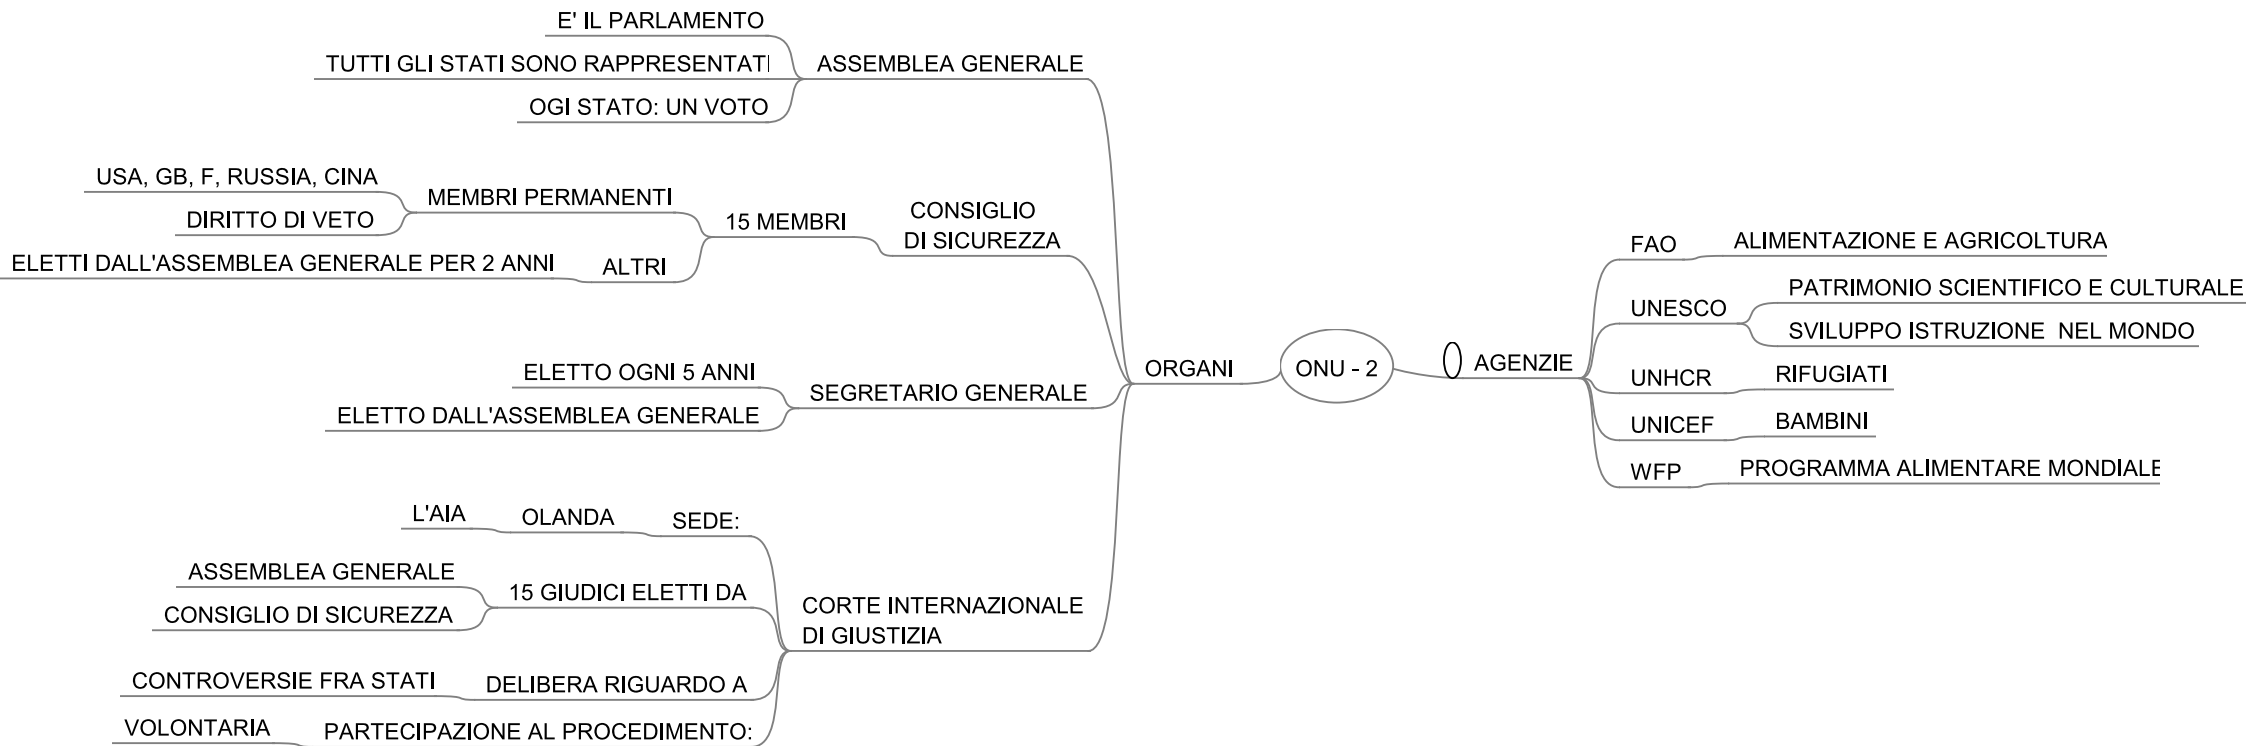 E' IL PARLAMENTO
TUTTI GLI STATI SONO RAPPRESENTATI
OGI STATO: UN VOTO
ASSEMBLEA GENERALE
USA, GB, F, RUSSIA, CINA
DIRITTO DI VETO
MEMBRI PERMANENTI
ELETTI DALL'ASSEMBLEA GENERALE PER 2 ANNI
ALTRI
15 MEMBRI
CONSIGLIO
DI SICUREZZA
ELETTO OGNI 5 ANNI
ELETTO DALL'ASSEMBLEA GENERALE
SEGRETARIO GENERALE
L'AIA
OLANDA
SEDE:
ASSEMBLEA GENERALE
CONSIGLIO DI SICUREZZA
15 GIUDICI ELETTI DA
CONTROVERSIE FRA STATI
DELIBERA RIGUARDO A
VOLONTARIA
PARTECIPAZIONE AL PROCEDIMENTO:
CORTE INTERNAZIONALE
DI GIUSTIZIA
ORGANI
ONU - 2
AGENZIE
FAO
ALIMENTAZIONE E AGRICOLTURA
UNESCO
PATRIMONIO SCIENTIFICO E CULTURALE
SVILUPPO ISTRUZIONE  NEL MONDO
UNHCR
RIFUGIATI
UNICEF
BAMBINI
WFP
PROGRAMMA ALIMENTARE MONDIALE